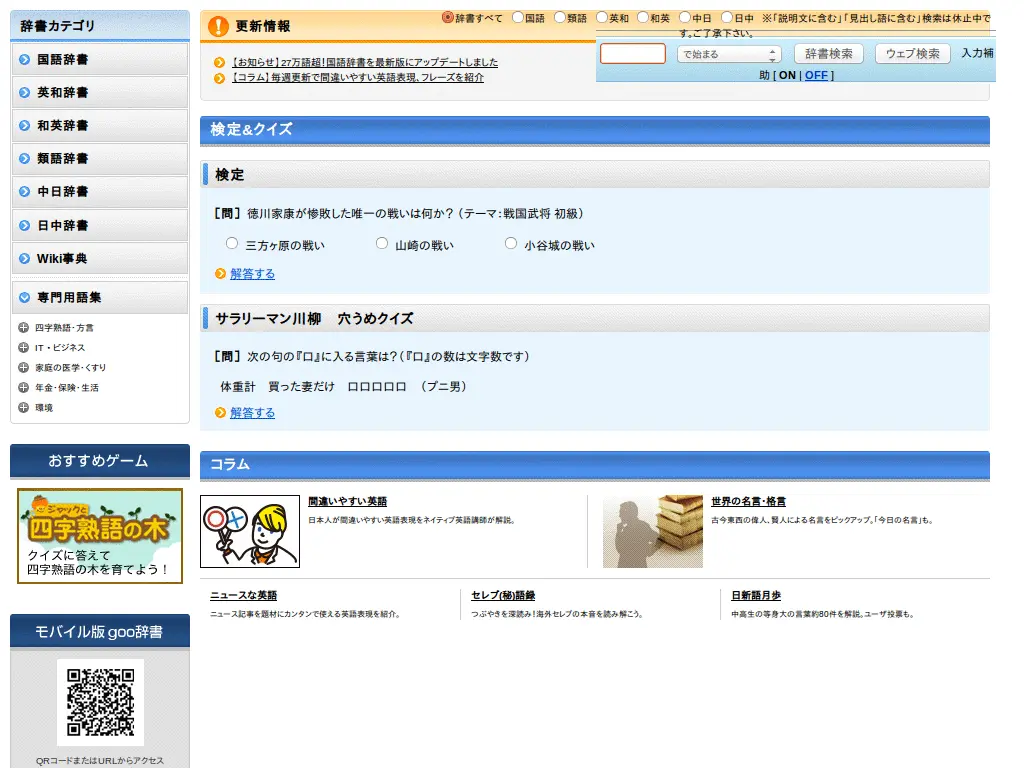 辞書カテゴリ
国語辞書
英和辞書
和英辞書
類語辞書
中日辞書
日中辞書
Wiki事典
専門用語集
四字熟語・方言
IT・ビジネス
家庭の医学・くすり
年金・保険・生活
環境
おすすめゲーム
ジャックと
四字熟語の木
クイズに答えて
四字熟語の木を育てよう！
モバイル版 goo辞書
QRコードまたはURLからアクセス
更新情報
辞書すべて 国語 類語 英和 和英 中日 日中 ※「説明文に含む」「見出し語に含む」検索は休止中で
す。ご了承下さい。
で始まる 辞書検索 ウェブ検索 入力補
助 [ ON | OFF ]
【お知らせ】27万語超！国語辞書を最新版にアップデートしました
【コラム】毎週更新で間違いやすい英語表現、フレーズを紹介
検定&クイズ
検定
［問］ 徳川家康が惨敗した唯一の戦いは何か？（テーマ：戦国武将 初級）
三方ヶ原の戦い 山崎の戦い 小谷城の戦い
解答する
サラリーマン川柳　穴うめクイズ
［問］ 次の句の『口』に入る言葉は？（『口』の数は文字数です）
体重計　買った妻だけ　口口口口口　（プニ男）
解答する
コラム
間違いやすい英語
日本人が間違いやすい英語表現をネイティブ英語講師が解説。
世界の名言・格言
古今東西の偉人、賢人による名言をピックアップ。「今日の名言」も。
ニュースな英語
ニュース記事を題材にカンタンで使える英語表現を紹介。
セレブ(秘)語録
つぶやきを深読み！海外セレブの本音を読み解こう。
日新語月歩
中高生の等身大の言葉約80件を解説。ユーザ投票も。